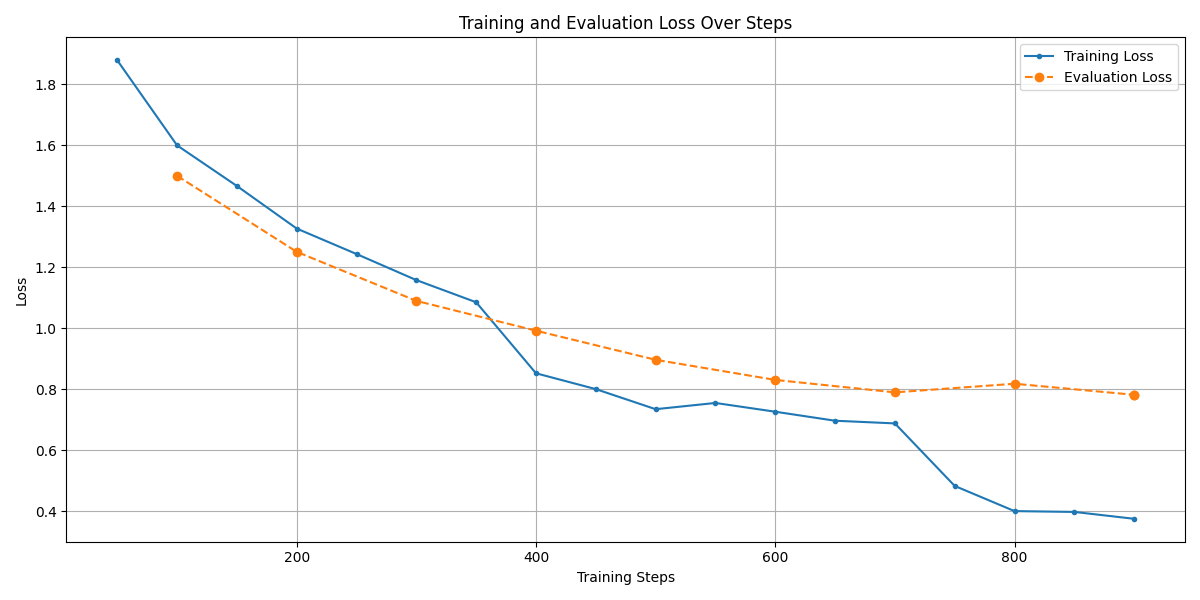 Training and Evaluation Loss Over Steps
Training Loss
Evaluation Loss
Loss
1.8
1.6
1.4
1.2
1.0
0.8
0.6
0.4
200 400 600 800
Training Steps